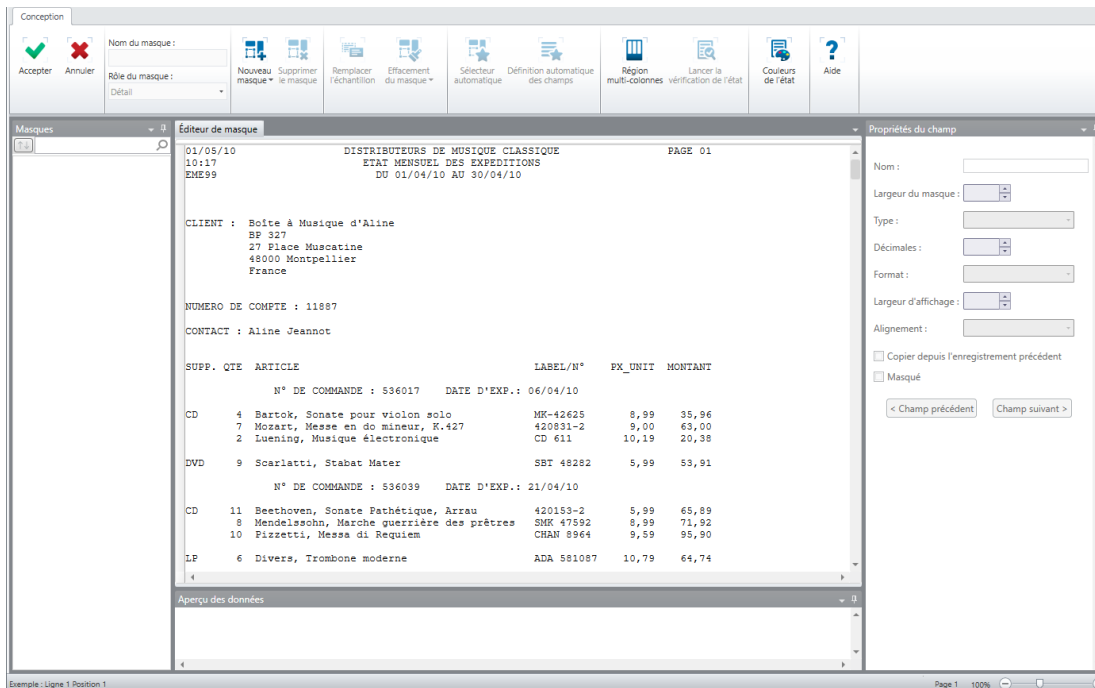 Conception
Accepter
Annuler
Nom du masque :
Rôle du masque :
Détail
Nouveau masque
Supprimer le masque
Remplacer l'échantillon
Effacement du masque
Sélecteur automatique
Définition automatique des champs
Région multi-colonnes
Lancer la vérification de l'état
Couleurs de l'état
? Aide
Masques
Éditeur de masque
01/05/10 DISTRIBUTEURS DE MUSIQUE CLASSIQUE PAGE 01
10:17 ETAT MENSUEL DES EXPEDITIONS
EME99 DU 01/04/10 AU 30/04/10
CLIENT : Boîte à Musique d'Aline
BP 327
27 Place Muscatine
48000 Montpellier
France
NUMERO DE COMPTE : 11887
CONTACT : Aline Jeannot
SUPP. QTE ARTICLE LABEL/N° PX_UNIT MONTANT
N° DE COMMANDE : 536017 DATE D'EXP.: 06/04/10
CD 4 Bartok, Sonate pour violon solo MK-42625 8,99 35,96
7 Mozart, Messe en do mineur, K.427 420831-2 9,00 63,00
2 Luening, Musique électronique CD 611 10,19 20,38
DVD 9 Scarlatti, Stabat Mater SBT 48282 5,99 53,91
N° DE COMMANDE : 536039 DATE D'EXP.: 21/04/10
CD 11 Beethoven, Sonate Pathétique, Arrau 420153-2 5,99 65,89
8 Mendelssohn, Marche guerrière des prêtres SMK 47592 8,99 71,92
10 Pizzetti, Messa di Requiem CHAN 8964 9,59 95,90
LP 6 Divers, Trombone moderne ADA 581087 10,79 64,74
Aperçu des données
Propriétés du champ
Nom :
Largeur du masque :
Type :
Décimales :
Format :
Largeur d'affichage :
Alignement :
Copier depuis l'enregistrement précédent
Masqué
< Champ précédent
Champ suivant >
Exemple : Ligne 1 Position 1
Page 1 100%